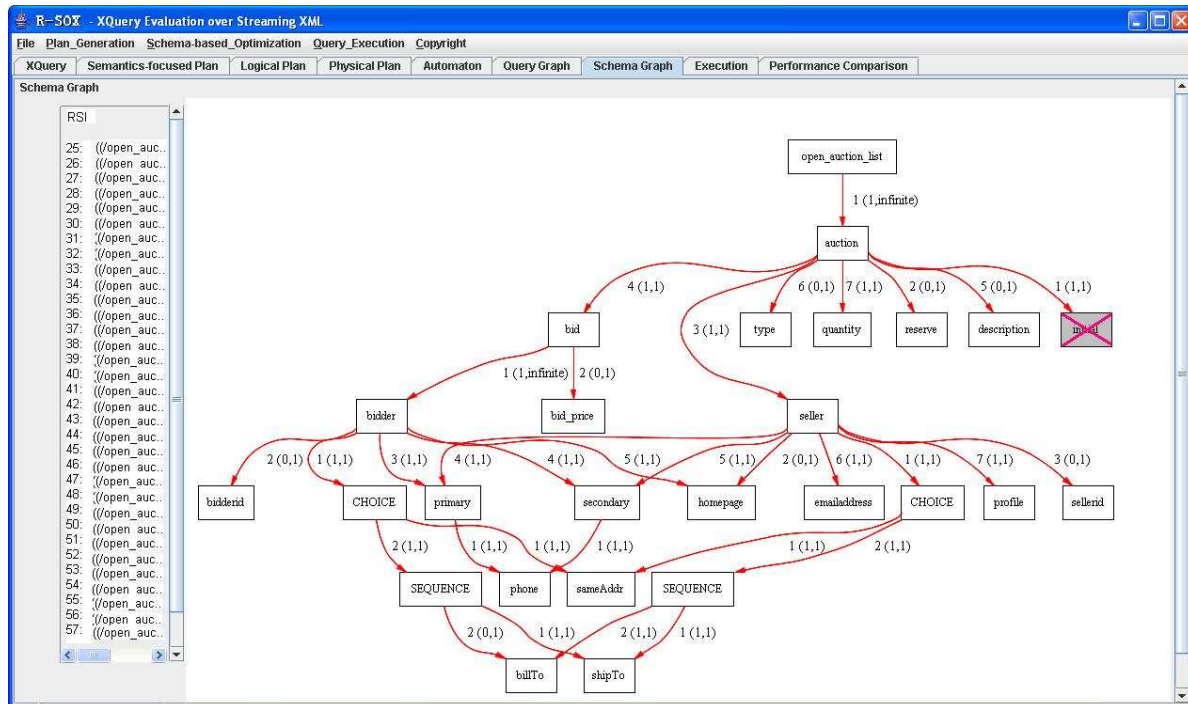 R-SOX - XQuery Evaluation over Streaming XML
File Plan_Generation Schema-based_Optimization Query_Execution Copyright
XQuery Semantics-focused Plan Logical Plan Physical Plan Automaton Query Graph Schema Graph Execution Performance Comparison
Schema Graph
RSI
25: ((/open_auc..
26: ((/open_auc..
27: ((/open_auc..
28: ((/open_auc..
29: ((/open_auc..
30: ((/open_auc..
31: ((/open_auc..
32: ((/open_auc..
33: ((/open_auc..
34: ((/open_auc..
35: ((/open_auc..
36: ((/open_auc..
37: ((/open_auc..
38: ((/open_auc..
39: ((/open_auc..
40: ((/open_auc..
41: ((/open_auc..
42: ((/open_auc..
43: ((/open_auc..
44: ((/open_auc..
45: ((/open_auc..
46: ((/open_auc..
47: ((/open_auc..
48: ((/open_auc..
49: ((/open_auc..
50: ((/open_auc..
51: ((/open_auc..
52: ((/open_auc..
53: ((/open_auc..
54: ((/open_auc..
55: ((/open_auc..
56: ((/open_auc..
57: ((/open_auc..
open_auction_list
1 (1,infinite)
auction
4 (1,1) 6 (0,1) 7 (1,1) 2 (0,1) 5 (0,1) 1 (1,1)
3 (1,1)
bid type quantity reserve description
1 (1,infinite) 2 (0,1)
bidder bid_price seller
2 (0,1) 1 (1,1) 3 (1,1) 4 (1,1) 4 (1,1) 5 (1,1) 5 (1,1) 2 (0,1) 6 (1,1) 1 (1,1) 7 (1,1) 3 (0,1)
bidderid CHOICE primary secondary homepage emailaddress CHOICE profile sellerid
2 (1,1) 1 (1,1) 1 (1,1) 1 (1,1) 1 (1,1) 2 (1,1)
SEQUENCE phone sameAddr SEQUENCE
2 (0,1) 1 (1,1) 2 (1,1) 1 (1,1)
billTo shipTo